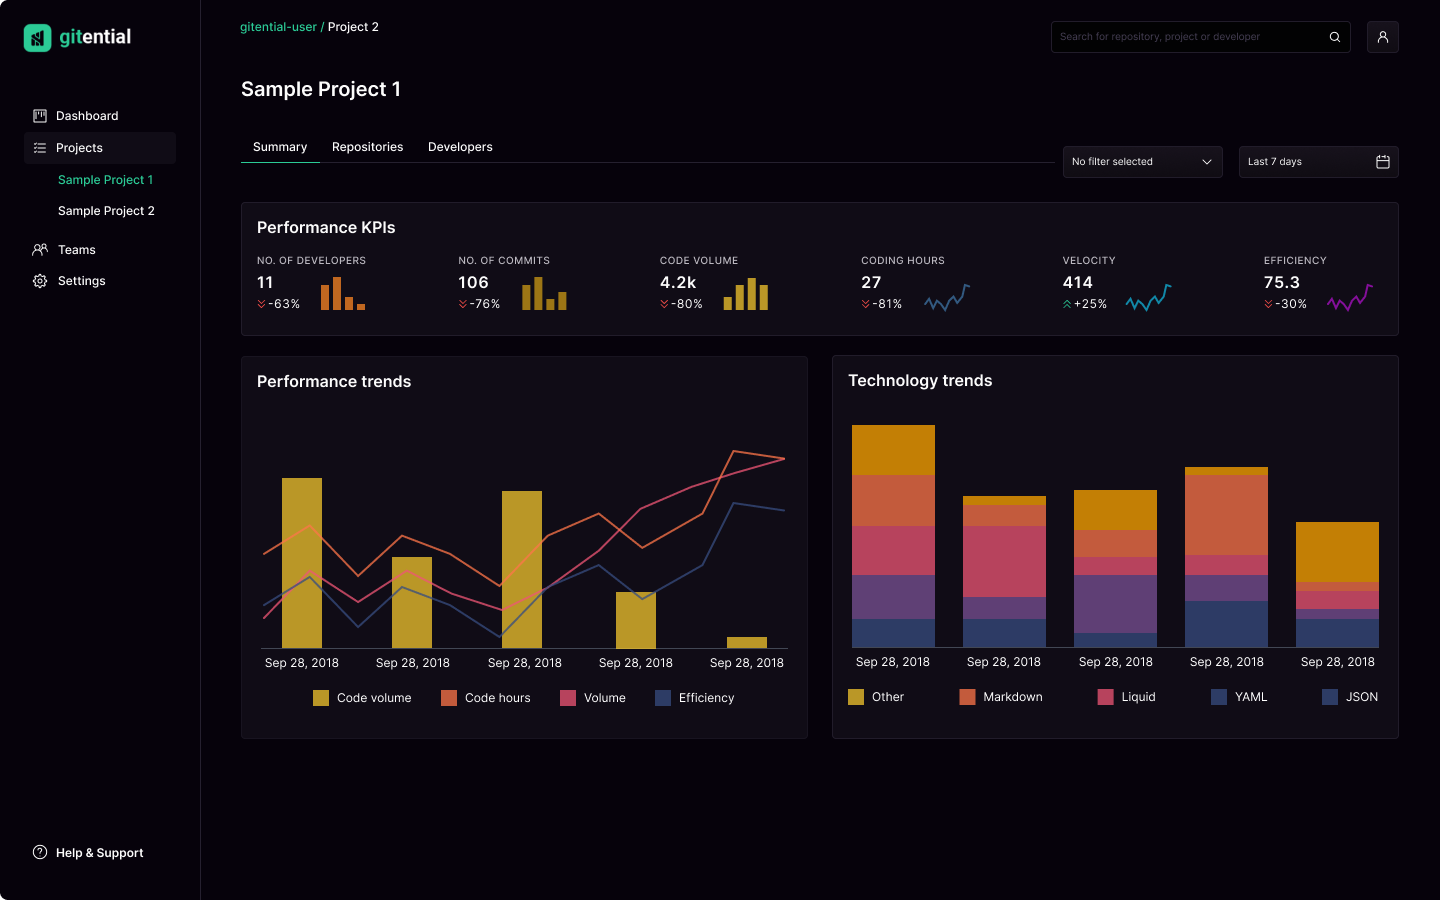 gitential
gitential-user / Project 2
Search for repository, project or developer
Sample Project 1
Dashboard
Projects
Sample Project 1
Sample Project 2
Teams
Settings
Help & Support
Summary Repositories Developers
No filter selected
Last 7 days
Performance KPIs
NO. OF DEVELOPERS
11
-63%
NO. OF COMMITS
106
-76%
CODE VOLUME
4.2k
-80%
CODING HOURS
27
-81%
VELOCITY
414
+25%
EFFICIENCY
75.3
-30%
Performance trends
Sep 28, 2018 Sep 28, 2018 Sep 28, 2018 Sep 28, 2018 Sep 28, 2018
Code volume Code hours Volume Efficiency
Technology trends
Sep 28, 2018 Sep 28, 2018 Sep 28, 2018 Sep 28, 2018 Sep 28, 2018
Other Markdown Liquid YAML JSON